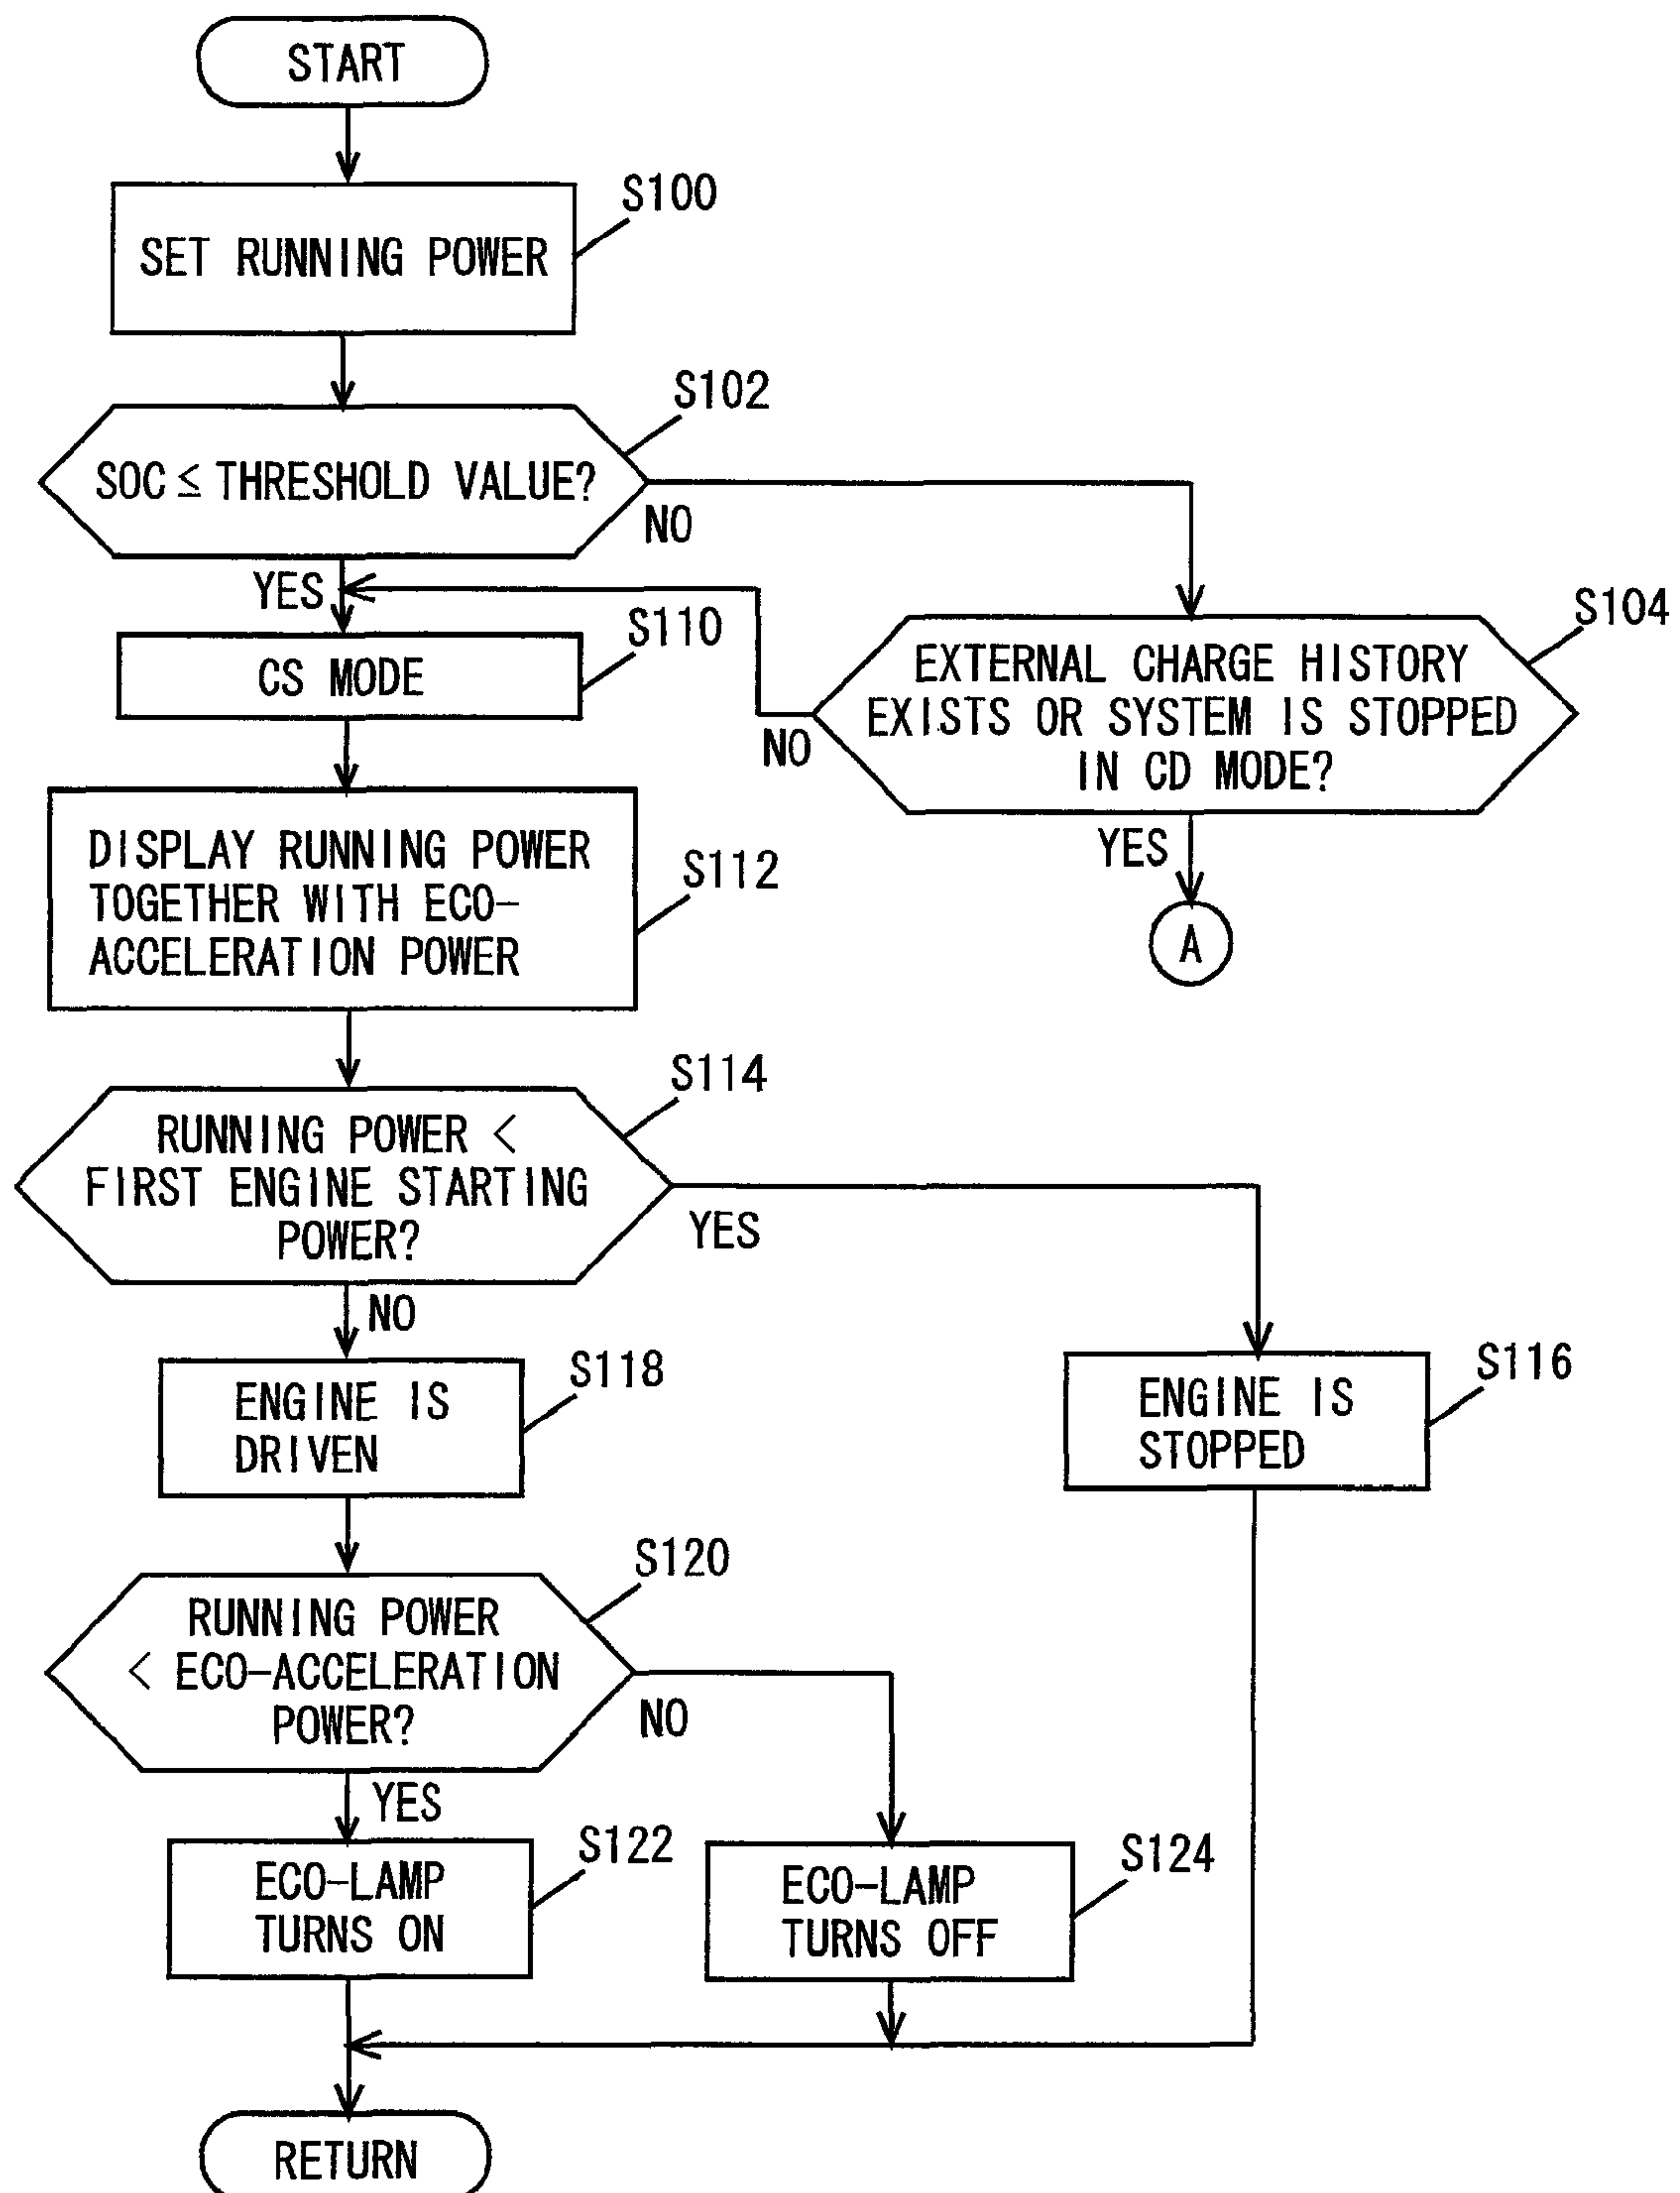 START
S100
SET RUNNING POWER
S102
SOC ≤ THRESHOLD VALUE?
NO
YES
S104
EXTERNAL CHARGE HISTORY
EXISTS OR SYSTEM IS STOPPED
IN CD MODE?
NO
YES
A
S110
CS MODE
S112
DISPLAY RUNNING POWER
TOGETHER WITH ECO-
ACCELERATION POWER
S114
RUNNING POWER <
FIRST ENGINE STARTING
POWER?
YES
NO
S118
ENGINE IS
DRIVEN
S116
ENGINE IS
STOPPED
S120
RUNNING POWER
< ECO-ACCELERATION
POWER?
NO
YES
S122
ECO-LAMP
TURNS ON
S124
ECO-LAMP
TURNS OFF
RETURN